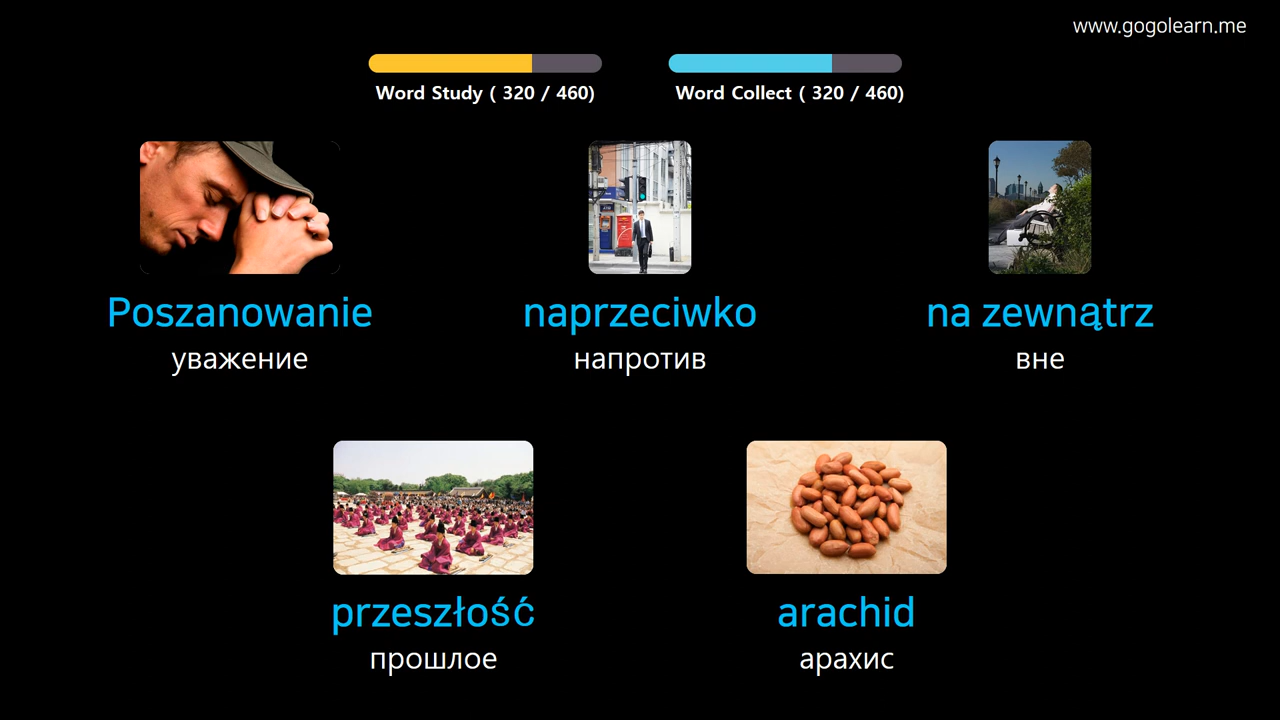 www.gogolearn.me
Word Study ( 320 / 460)
Word Collect ( 320 / 460)
Poszanowanie
уважение
naprzeciwko
напротив
na zewnątrz
вне
przeszłość
прошлое
arachid
арахис